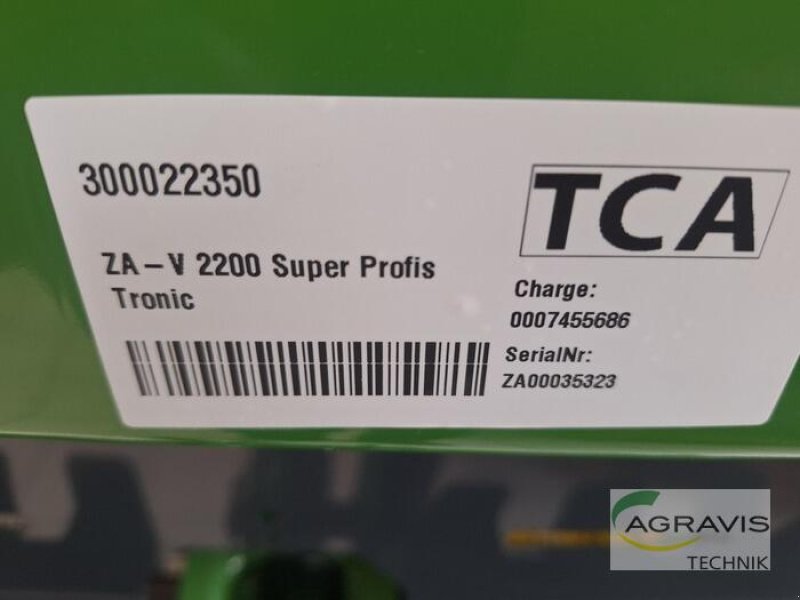 300022350
TCA
ZA-V 2200 Super Profis
Tronic
Charge:
0007455686
SerialNr:
ZA00035323
AGRAVIS
TECHNIK